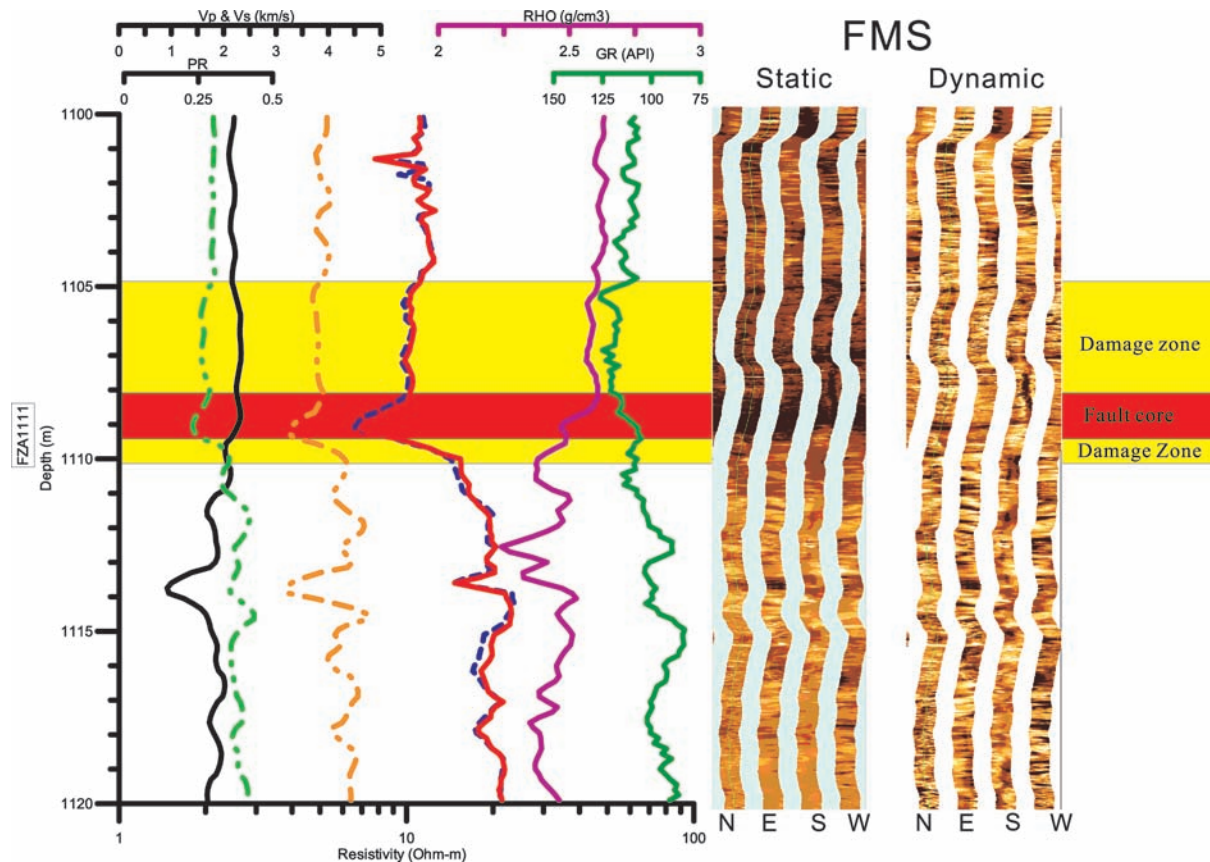 Vp & Vs (km/s)
0 1 2 3 4 5
PR
0 0.25 0.5
RHO (g/cm3)
2 2.5 3
GR (API)
150 125 100 75
FMS
Static Dynamic
1100
1105
1110
1115
1120
Depth (m)
FZA1111
Damage zone
Fault core
Damage Zone
N E S W N E S W
1 10 100
Resistivity (Ohm-m)